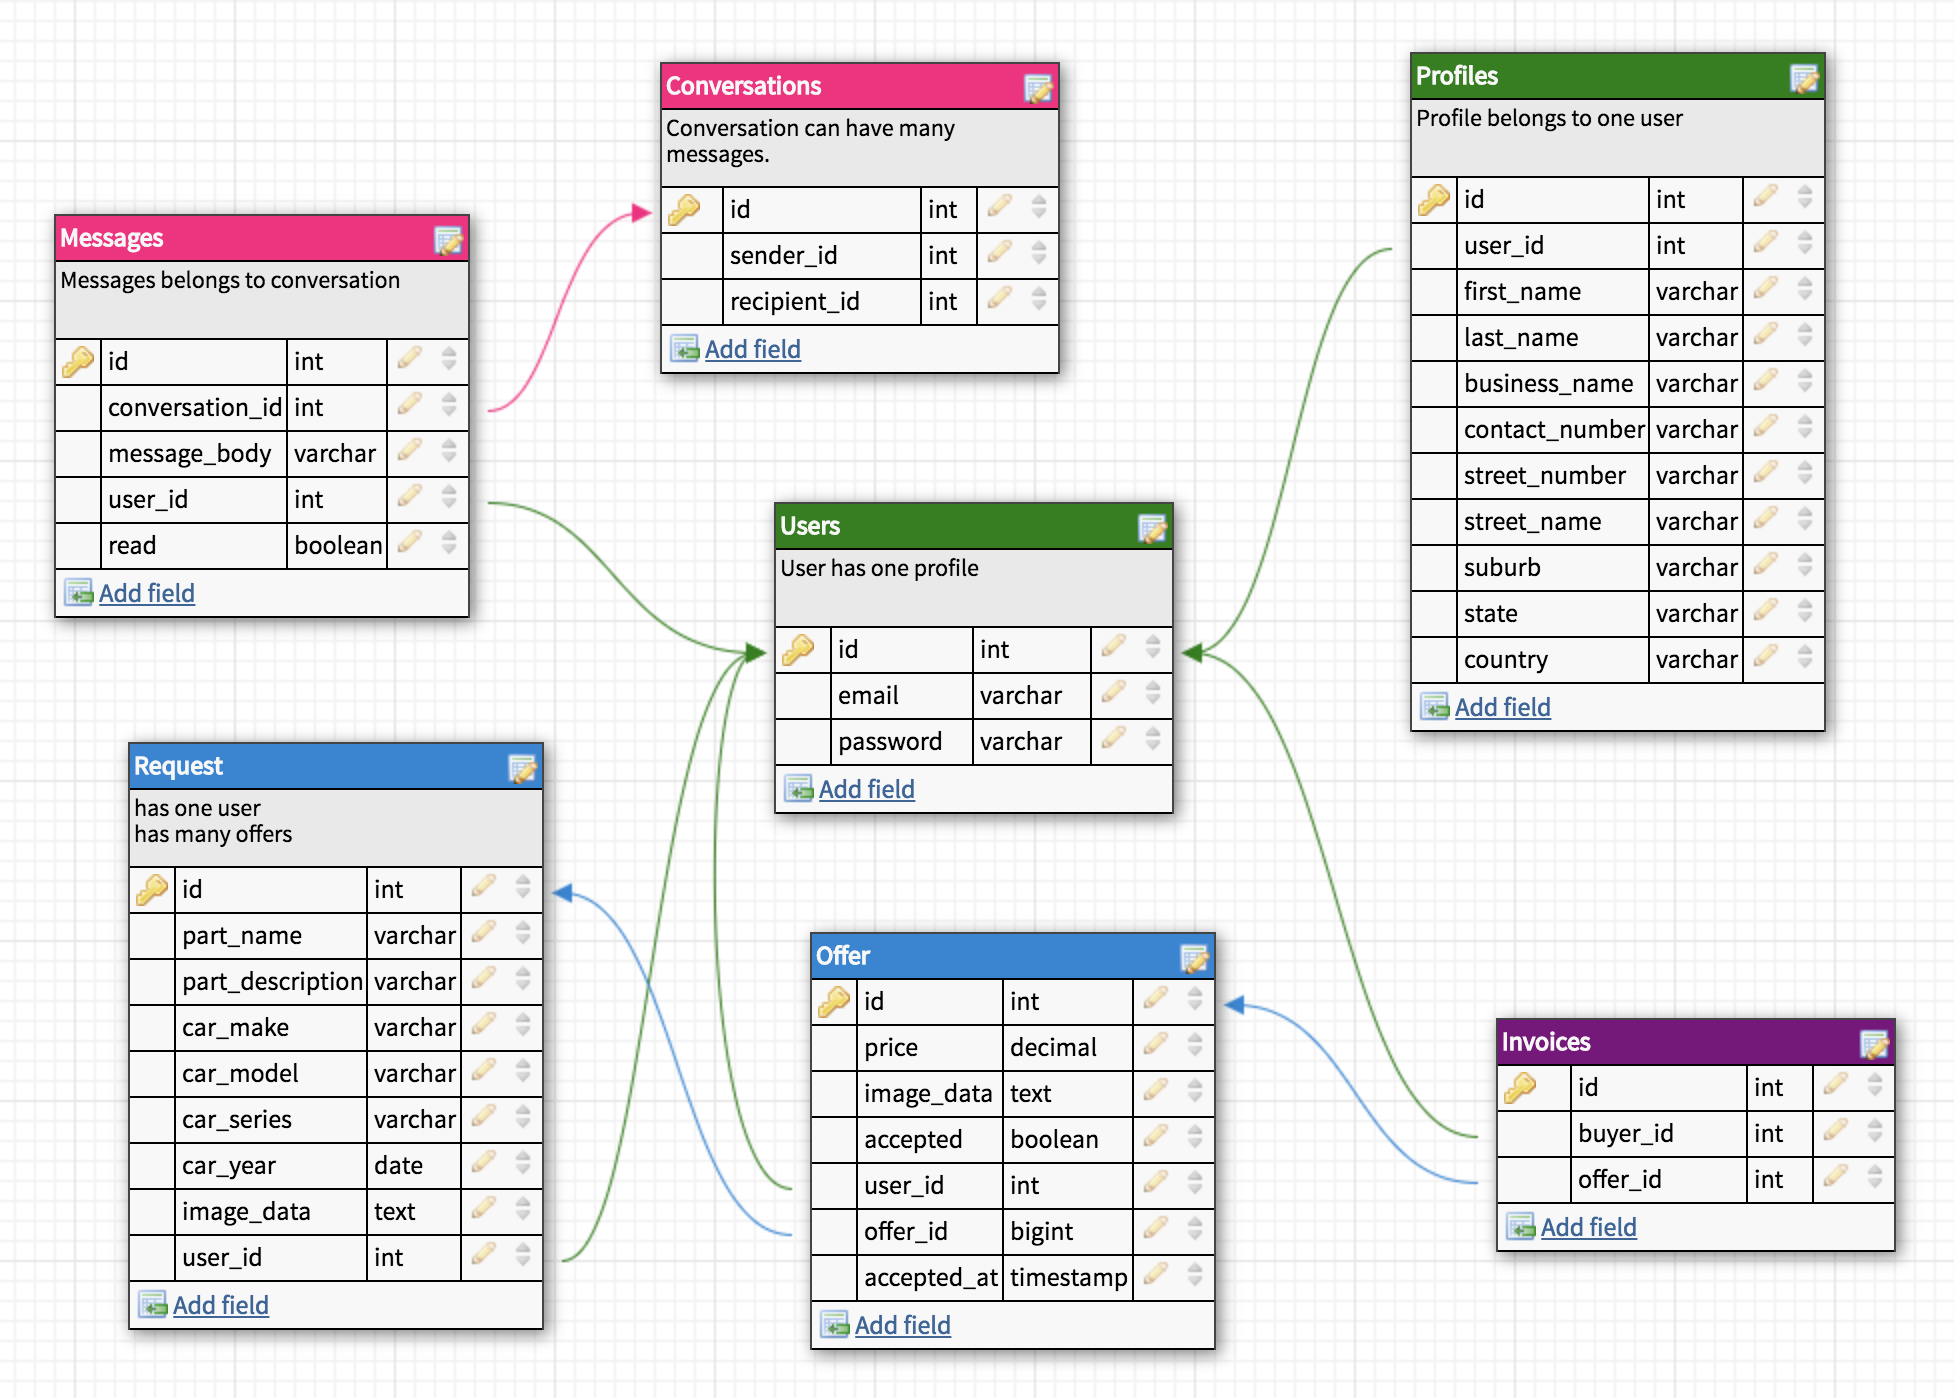 Conversations
Conversation can have many
messages.
id int
sender_id int
recipient_id int
Add field
Profiles
Profile belongs to one user
id int
user_id int
first_name varchar
last_name varchar
business_name varchar
contact_number varchar
street_number varchar
street_name varchar
suburb varchar
state varchar
country varchar
Add field
Messages
Messages belongs to conversation
id int
conversation_id int
message_body varchar
user_id int
read boolean
Add field
Users
User has one profile
id int
email varchar
password varchar
Add field
Request
has one user
has many offers
id int
part_name varchar
part_description varchar
car_make varchar
car_model varchar
car_series varchar
car_year date
image_data text
user_id int
Add field
Offer
id int
price decimal
image_data text
accepted boolean
user_id int
offer_id bigint
accepted_at timestamp
Add field
Invoices
id int
buyer_id int
offer_id int
Add field